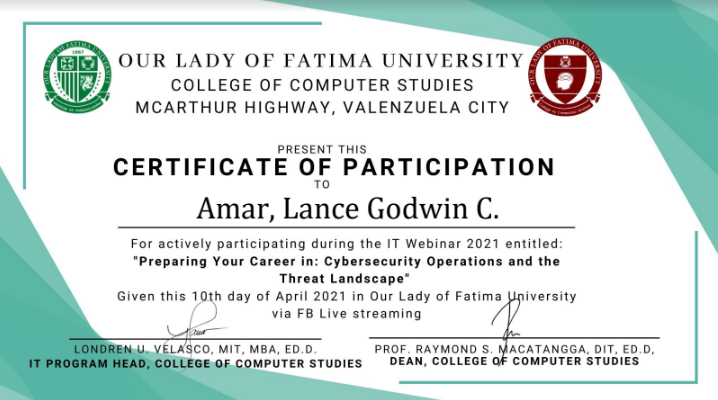 OUR LADY OF FATIMA UNIVERSITY
COLLEGE OF COMPUTER STUDIES
MCARTHUR HIGHWAY, VALENZUELA CITY
PRESENT THIS
CERTIFICATE OF PARTICIPATION
TO
Amar, Lance Godwin C.
For actively participating during the IT Webinar 2021 entitled:
"Preparing Your Career in: Cybersecurity Operations and the
Threat Landscape"
Given this 10th day of April 2021 in Our Lady of Fatima University
via FB Live streaming
LONDREN U. VELASCO, MIT, MBA, ED.D.
IT PROGRAM HEAD, COLLEGE OF COMPUTER STUDIES
PROF. RAYMOND S. MACATANGGA, DIT, ED.D,
DEAN, COLLEGE OF COMPUTER STUDIES